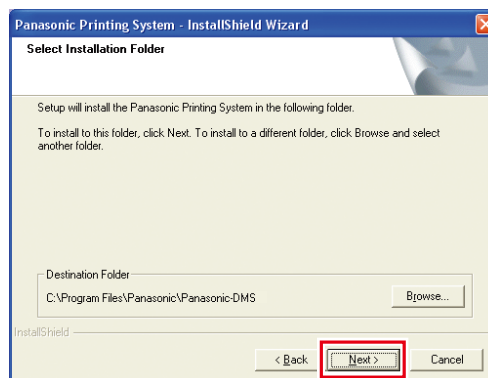 Panasonic Printing System - InstallShield Wizard
Select Installation Folder
Setup will install the Panasonic Printing System in the following folder.
To install to this folder, click Next. To install to a different folder, click Browse and select
another folder.
Destination Folder
C:\Program Files\Panasonic\Panasonic-DMS
Browse...
InstallShield
< Back
Next >
Cancel